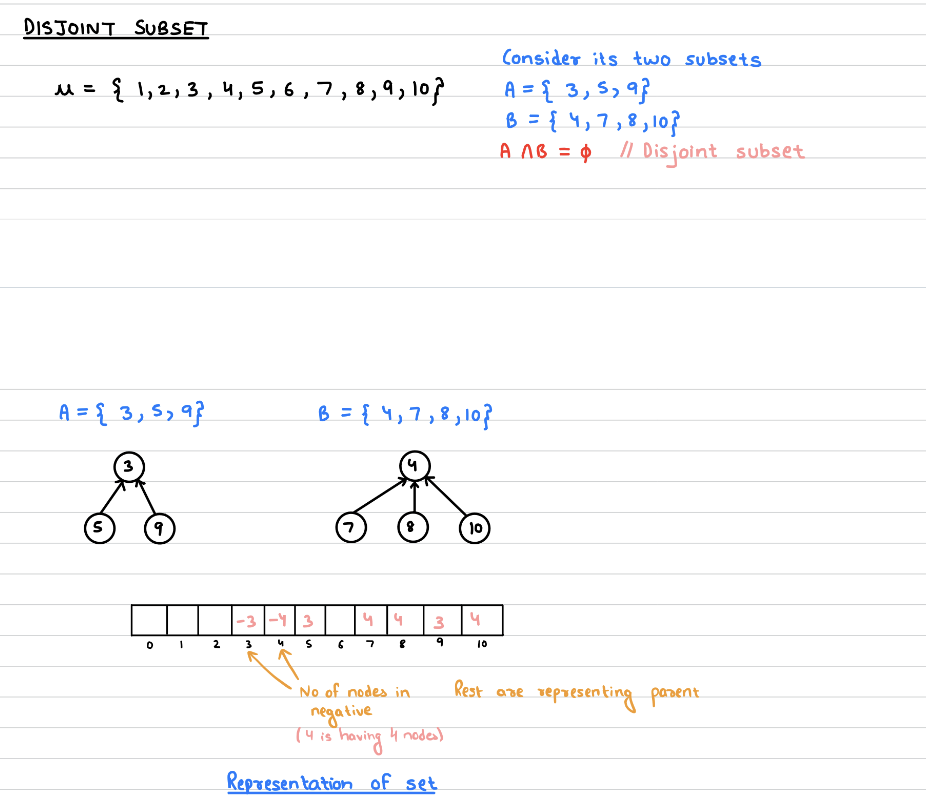 DISJOINT SUBSET
Consider its two subsets
μ = { 1, 2, 3, 4, 5, 6, 7, 8, 9, 10}
A = { 3, 5, 9}
B = { 4, 7, 8, 10}
A ∩ B = ϕ // Disjoint subset
A = { 3, 5, 9} B = { 4, 7, 8, 10}
3 4
5 9 7 8 10
-3 -4 3 4 4 3 4
0 1 2 3 4 5 6 7 8 9 10
No of nodes in Rest are representing parent
negative
(4 is having 4 nodes)
Representation of set